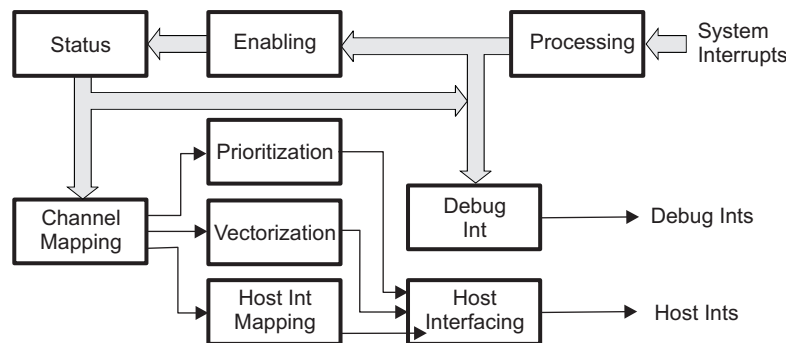 Status
Enabling
Processing
System
Interrupts
Prioritization
Channel
Mapping
Vectorization
Debug
Int
Debug Ints
Host Int
Mapping
Host
Interfacing
Host Ints